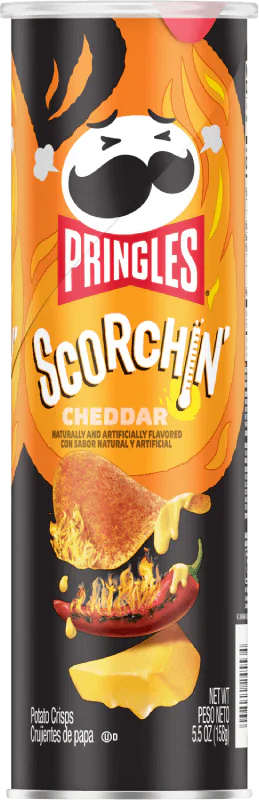 PRINGLES
SCORCHIN'
CHEDDAR
NATURALLY AND ARTIFICIALLY FLAVORED
CON SABOR NATURAL Y ARTIFICIAL
Potato Crisps
Crujientes de papa Ⓤ D
NET WT
PESO NETO
5.5 OZ (158g)